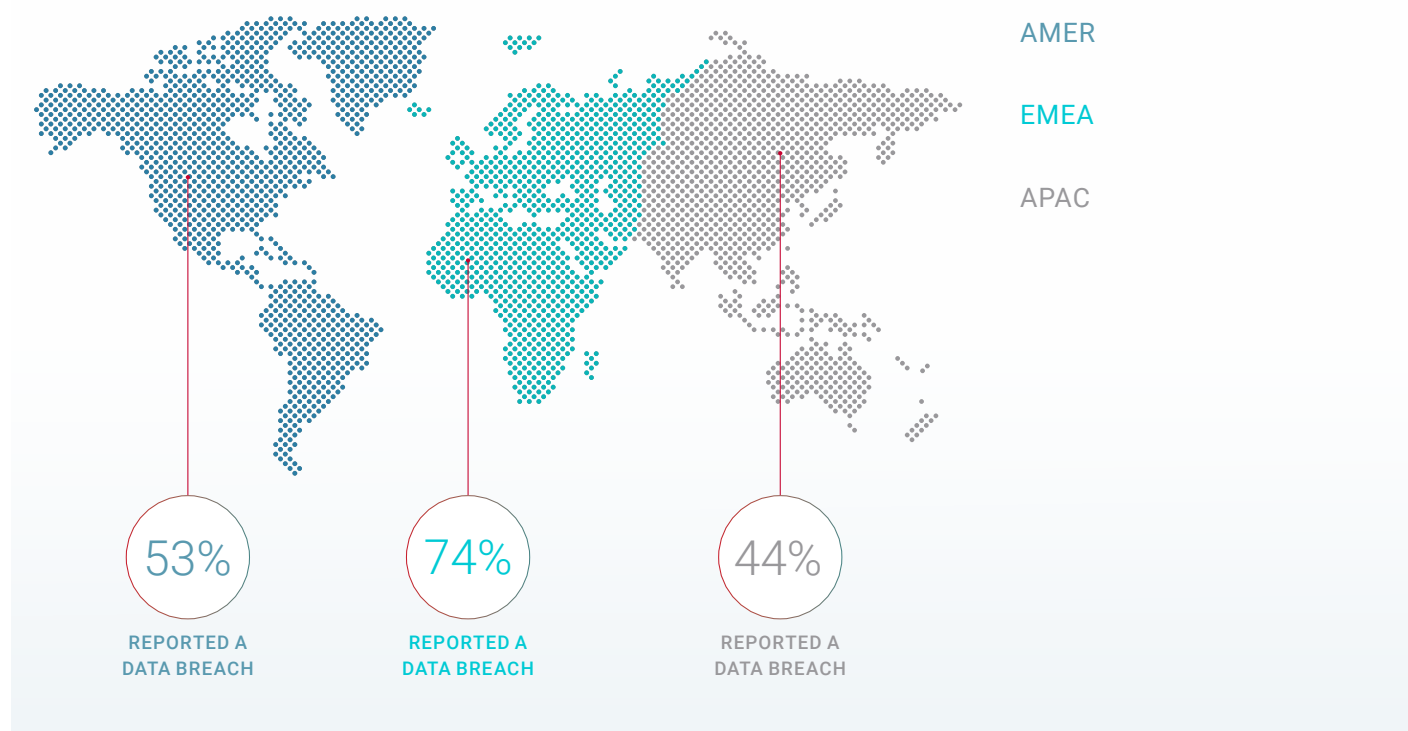 AMER
EMEA
APAC
53%
REPORTED A
DATA BREACH
74%
REPORTED A
DATA BREACH
44%
REPORTED A
DATA BREACH